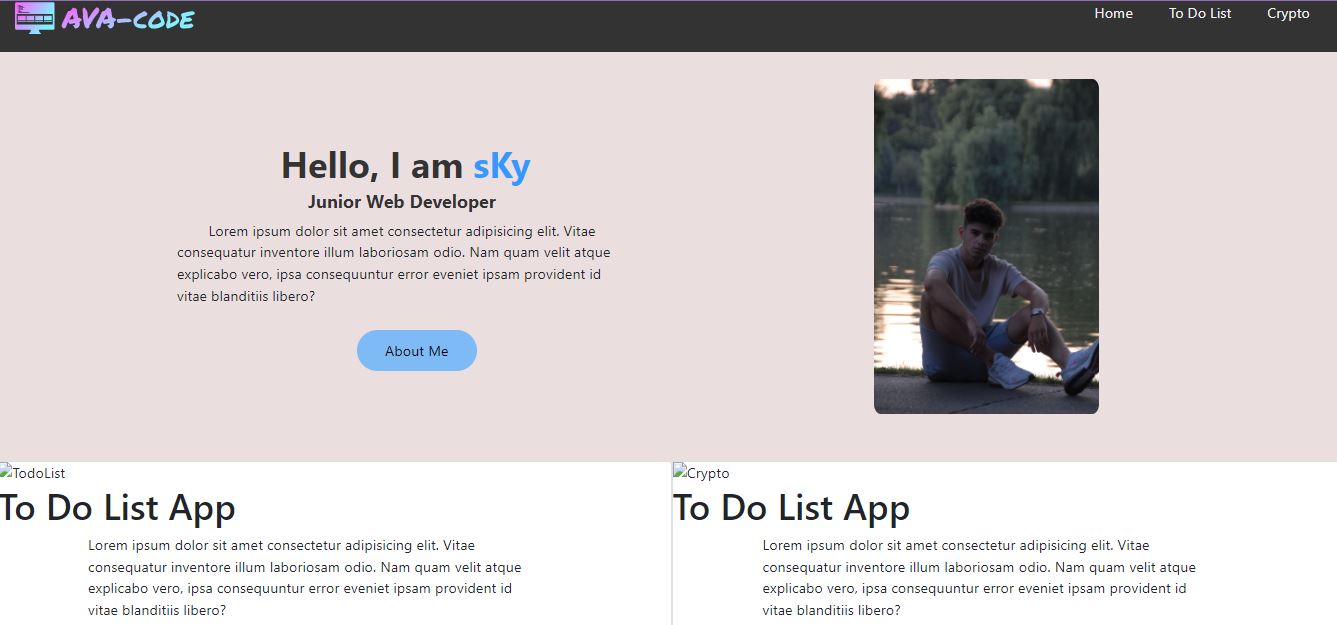 AVA-CODE
Home To Do List Crypto
Hello, I am sKy
Junior Web Developer
Lorem ipsum dolor sit amet consectetur adipisicing elit. Vitae
consequatur inventore illum laboriosam odio. Nam quam velit atque
explicabo vero, ipsa consequuntur error eveniet ipsam provident id
vitae blanditiis libero?
About Me
TodoList
To Do List App
Lorem ipsum dolor sit amet consectetur adipisicing elit. Vitae
consequatur inventore illum laboriosam odio. Nam quam velit atque
explicabo vero, ipsa consequuntur error eveniet ipsam provident id
vitae blanditiis libero?
Crypto
To Do List App
Lorem ipsum dolor sit amet consectetur adipisicing elit. Vitae
consequatur inventore illum laboriosam odio. Nam quam velit atque
explicabo vero, ipsa consequuntur error eveniet ipsam provident id
vitae blanditiis libero?